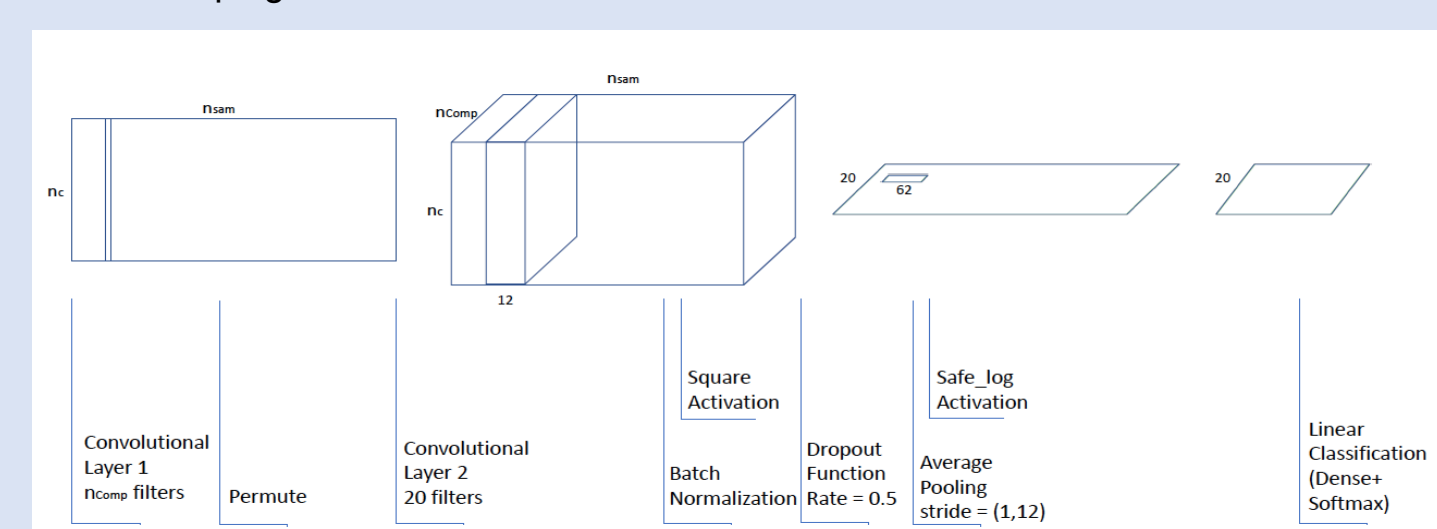 nsam
nc
nsam
nComp
nc
12
20
62
20
Convolutional
Layer 1
nComp filters
Permute
Convolutional
Layer 2
20 filters
Square
Activation
Batch
Normalization
Dropout
Function
Rate = 0.5
Safe_log
Activation
Average
Pooling
stride = (1,12)
Linear
Classification
(Dense+
Softmax)